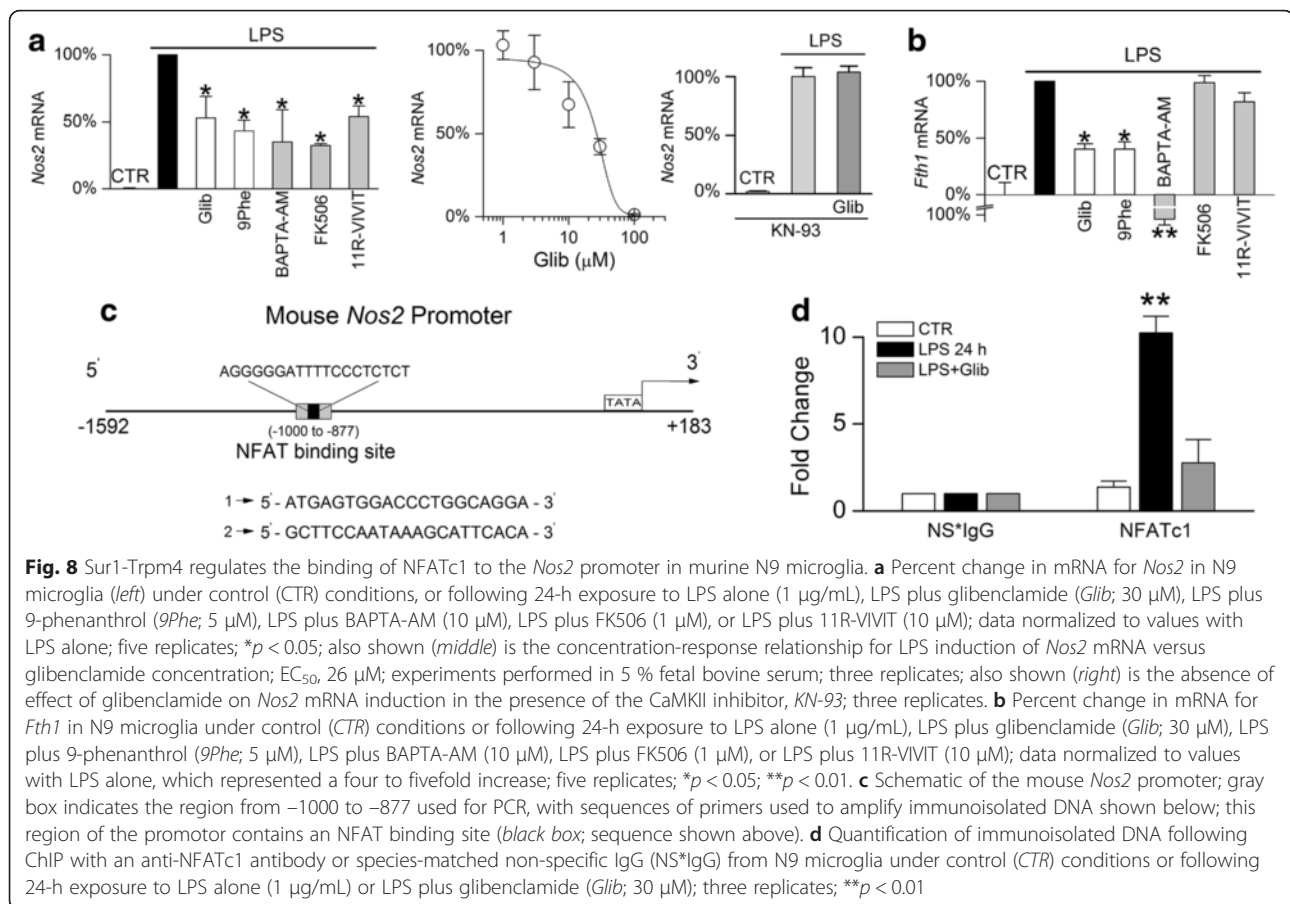 a
LPS
100%
50%
0%
Nos2 mRNA
CTR
*
*
*
*
*
Glib
9Phe
BAPTA-AM
FK506
11R-VIVIT
100%
50%
0%
Nos2 mRNA
1
10
100
Glib (μM)
LPS
100%
50%
0%
Nos2 mRNA
CTR
Glib
KN-93
b
LPS
100%
50%
0%
100%
Fth1 mRNA
CTR
*
*
**
Glib
9Phe
BAPTA-AM
FK506
11R-VIVIT
c
Mouse Nos2 Promoter
5'
AGGGGGATTTTCCCTCTCT
3'
TATA
-1592
(-1000 to -877)
+183
NFAT binding site
1 → 5' - ATGAGTGGACCCTGGCAGGA - 3'
2 → 5' - GCTTCCAATAAAGCATTCACA - 3'
d
CTR
LPS 24 h
LPS+Glib
**
10
5
0
Fold Change
NS*IgG
NFATc1
Fig. 8 Sur1-Trpm4 regulates the binding of NFATc1 to the Nos2 promoter in murine N9 microglia. a Percent change in mRNA for Nos2 in N9
microglia (left) under control (CTR) conditions, or following 24-h exposure to LPS alone (1 μg/mL), LPS plus glibenclamide (Glib; 30 μM), LPS plus
9-phenanthrol (9Phe; 5 μM), LPS plus BAPTA-AM (10 μM), LPS plus FK506 (1 μM), or LPS plus 11R-VIVIT (10 μM); data normalized to values with
LPS alone; five replicates; *p < 0.05; also shown (middle) is the concentration-response relationship for LPS induction of Nos2 mRNA versus
glibenclamide concentration; EC50, 26 μM; experiments performed in 5 % fetal bovine serum; three replicates; also shown (right) is the absence of
effect of glibenclamide on Nos2 mRNA induction in the presence of the CaMKII inhibitor, KN-93; three replicates. b Percent change in mRNA for
Fth1 in N9 microglia under control (CTR) conditions or following 24-h exposure to LPS alone (1 μg/mL), LPS plus glibenclamide (Glib; 30 μM), LPS
plus 9-phenanthrol (9Phe; 5 μM), LPS plus BAPTA-AM (10 μM), LPS plus FK506 (1 μM), or LPS plus 11R-VIVIT (10 μM); data normalized to values
with LPS alone, which represented a four to fivefold increase; five replicates; *p < 0.05; **p < 0.01. c Schematic of the mouse Nos2 promoter; gray
box indicates the region from −1000 to −877 used for PCR, with sequences of primers used to amplify immunoisolated DNA shown below; this
region of the promotor contains an NFAT binding site (black box; sequence shown above). d Quantification of immunoisolated DNA following
ChIP with an anti-NFATc1 antibody or species-matched non-specific IgG (NS*IgG) from N9 microglia under control (CTR) conditions or following
24-h exposure to LPS alone (1 μg/mL) or LPS plus glibenclamide (Glib; 30 μM); three replicates; **p < 0.01